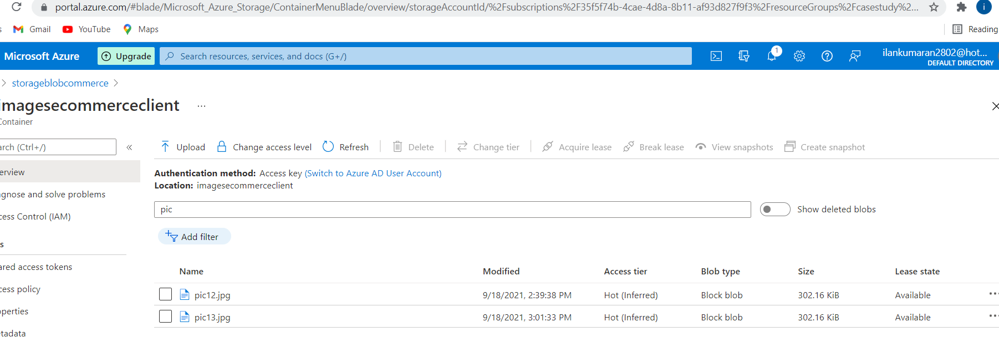 portal.azure.com/#blade/Microsoft_Azure_Storage/ContainerMenuBlade/overview/storageAccountId/%2Fsubscriptions%2F35f5f74b-4cae-4d8a-8b11-af93d827f9f3%2FresourceGroups%2Fcasestudy%2... i
s Gmail YouTube Maps Reading
Microsoft Azure Upgrade Search resources, services, and docs (G+/) 1 ilankumaran2802@hot...
DEFAULT DIRECTORY
storageblobcommerce
imagesecommerceclient ...
Container
arch (Ctrl+/) « Upload Change access level Refresh Delete Change tier Acquire lease Break lease View snapshots Create snapshot
erview
Authentication method: Access key (Switch to Azure AD User Account)
Location: imagesecommerceclient
agnose and solve problems
pic Show deleted blobs
cess Control (IAM)
Add filter
s
ared access tokens
Name Modified Access tier Blob type Size Lease state
cess policy
pic12.jpg 9/18/2021, 2:39:38 PM Hot (Inferred) Block blob 302.16 KiB Available ...
operties
pic13.jpg 9/18/2021, 3:01:33 PM Hot (Inferred) Block blob 302.16 KiB Available ...
etadata